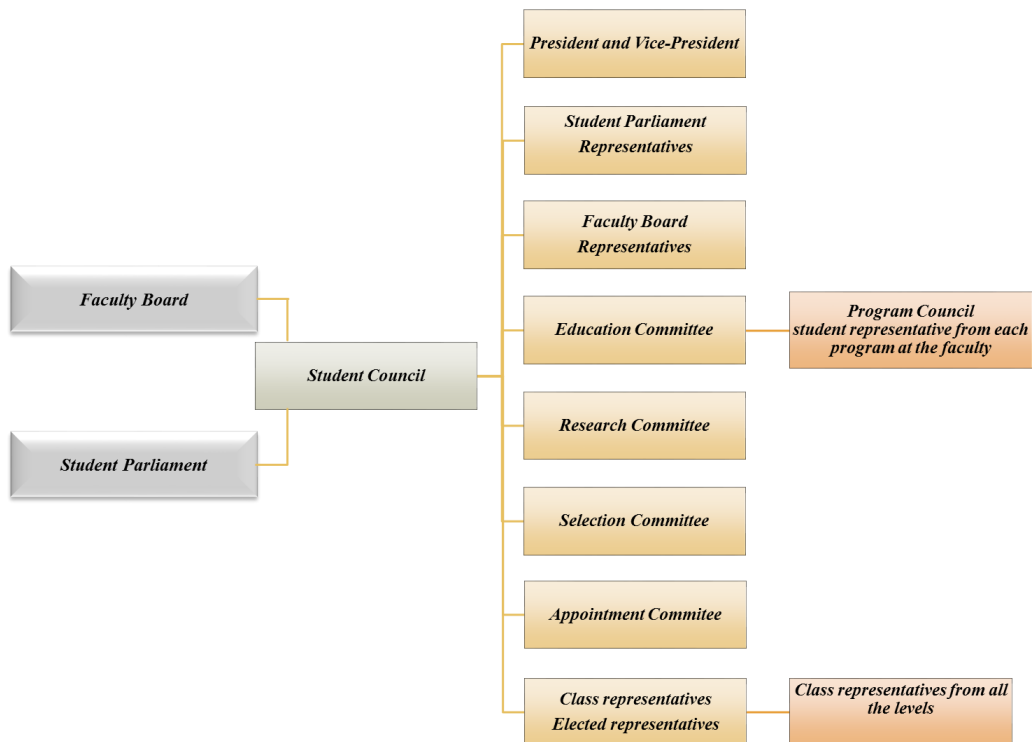 President and Vice-President
Student Parliament
Representatives
Faculty Board
Representatives
Faculty Board
Education Committee
Program Council
student representative from each
program at the faculty
Student Council
Research Committee
Student Parliament
Selection Committee
Appointment Commitee
Class representatives
Elected representatives
Class representatives from all
the levels